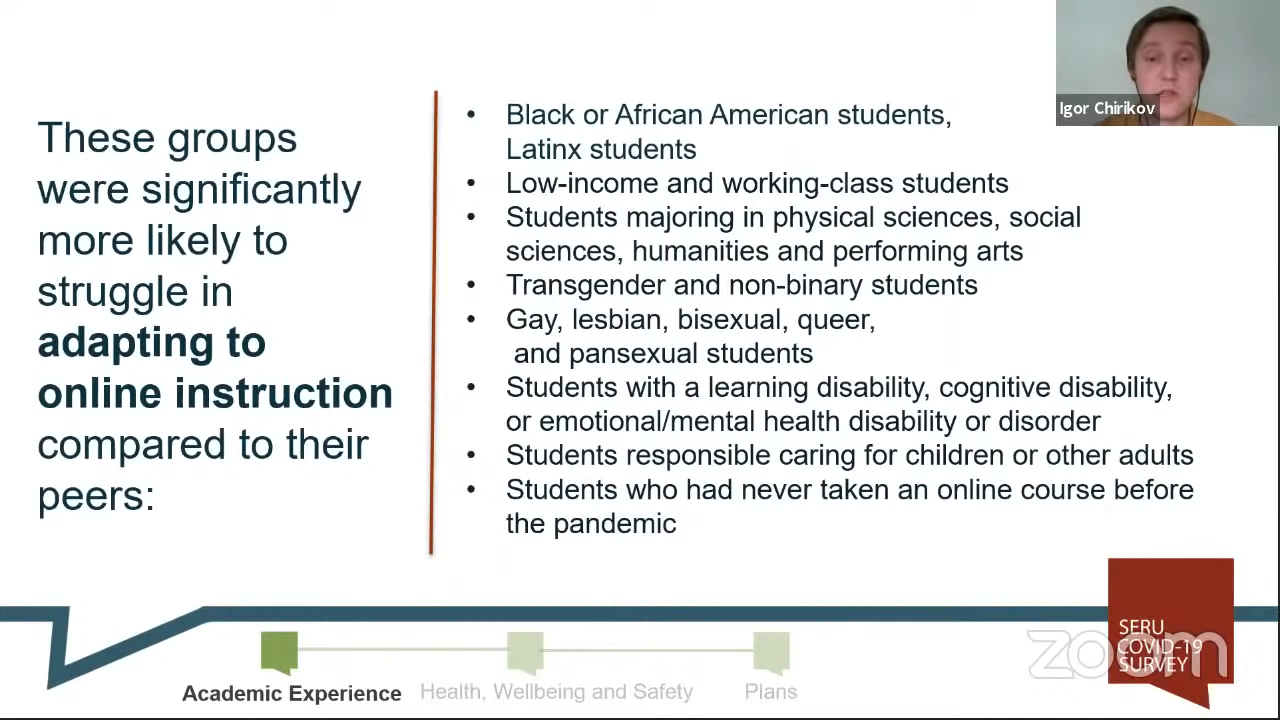 Igor Chirikov
These groups
were significantly
more likely to
struggle in
adapting to
online instruction
compared to their
peers:
• Black or African American students,
Latinx students
• Low-income and working-class students
• Students majoring in physical sciences, social
sciences, humanities and performing arts
• Transgender and non-binary students
• Gay, lesbian, bisexual, queer,
and pansexual students
• Students with a learning disability, cognitive disability,
or emotional/mental health disability or disorder
• Students responsible caring for children or other adults
• Students who had never taken an online course before
the pandemic
SERU
COVID-19
SURVEY
zoom
Academic Experience
Health, Wellbeing and Safety
Plans